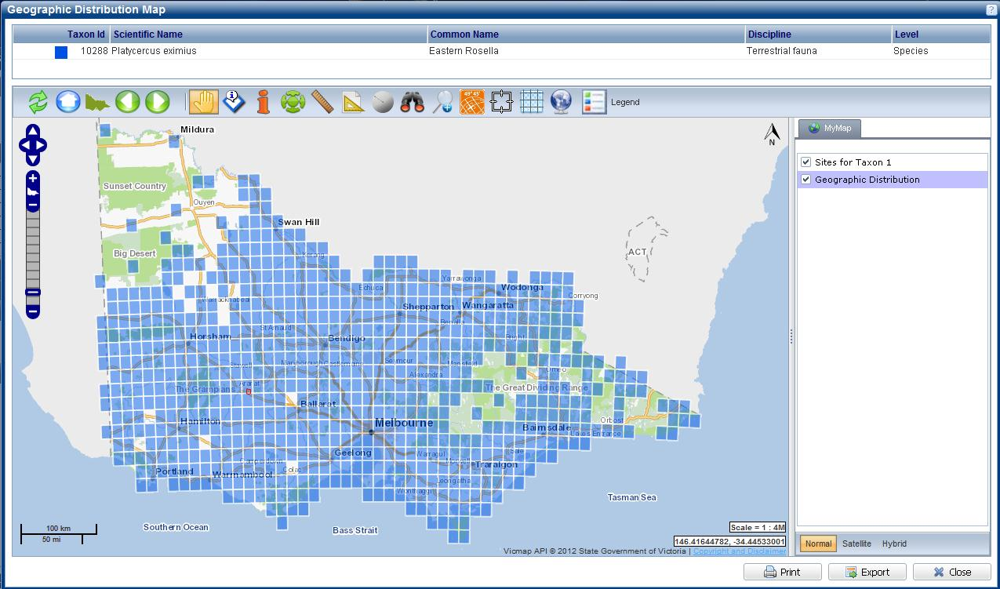 Geographic Distribution Map
?
Taxon Id Scientific Name Common Name Discipline Level
10288 Platycercus eximius Eastern Rosella Terrestrial fauna Species
49°45' Legend
MyMap
Sites for Taxon 1
Geographic Distribution
N
Mildura
Sunset Country
Ouyen
Swan Hill
Big Desert
ACT
Kerang
Yarrawonga
Echuca
Wodonga
Corryong
Warracknabeal
Shepparton
Wangaratta
Benalla
St Arnaud
Horsham
Bendigo
Bright
Stawell
Maryborough
Castlemaine
Seymour
Mansfield
Omeo
Alexandra
Ararat
The Grampians
The Great Dividing Range
Ballarat
Hamilton
Melbourne
Orbost
Bairnsdale
Lakes Entrance
Geelong
Warragul
Sale
Camperdown
Morwell
Traralgon
Colac
Portland
Warrnambool
Leongatha
Wonthaggi
Tasman Sea
Southern Ocean
Bass Strait
100 km
50 mi
Scale = 1 : 4M
146.41644782, -34.44533001
Vicmap API © 2012 State Government of Victoria | Copyright and Disclaimer
Normal Satellite Hybrid
Print Export Close